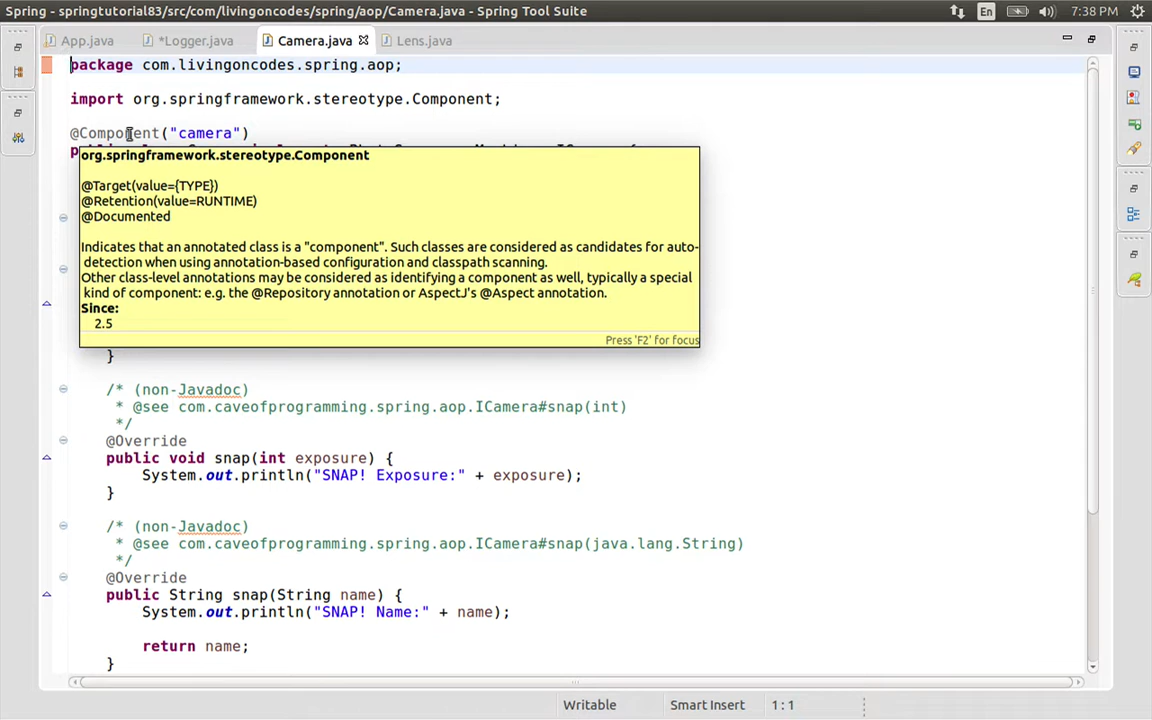 Spring - springtutorial83/src/com/livingoncodes/spring/aop/Camera.java - Spring Tool Suite
En
7:38 PM
App.java
*Logger.java
Camera.java
Lens.java
package com.livingoncodes.spring.aop;
import org.springframework.stereotype.Component;
@Component("camera")
org.springframework.stereotype.Component
@Target(value={TYPE})
@Retention(value=RUNTIME)
@Documented
Indicates that an annotated class is a "component". Such classes are considered as candidates for auto-
detection when using annotation-based configuration and classpath scanning.
Other class-level annotations may be considered as identifying a component as well, typically a special
kind of component: e.g. the @Repository annotation or AspectJ's @Aspect annotation.
Since:
2.5
Press 'F2' for focus
}
/* (non-Javadoc)
* @see com.caveofprogramming.spring.aop.ICamera#snap(int)
*/
@Override
public void snap(int exposure) {
System.out.println("SNAP! Exposure:" + exposure);
}
/* (non-Javadoc)
* @see com.caveofprogramming.spring.aop.ICamera#snap(java.lang.String)
*/
@Override
public String snap(String name) {
System.out.println("SNAP! Name:" + name);
return name;
}
Writable
Smart Insert
1 : 1